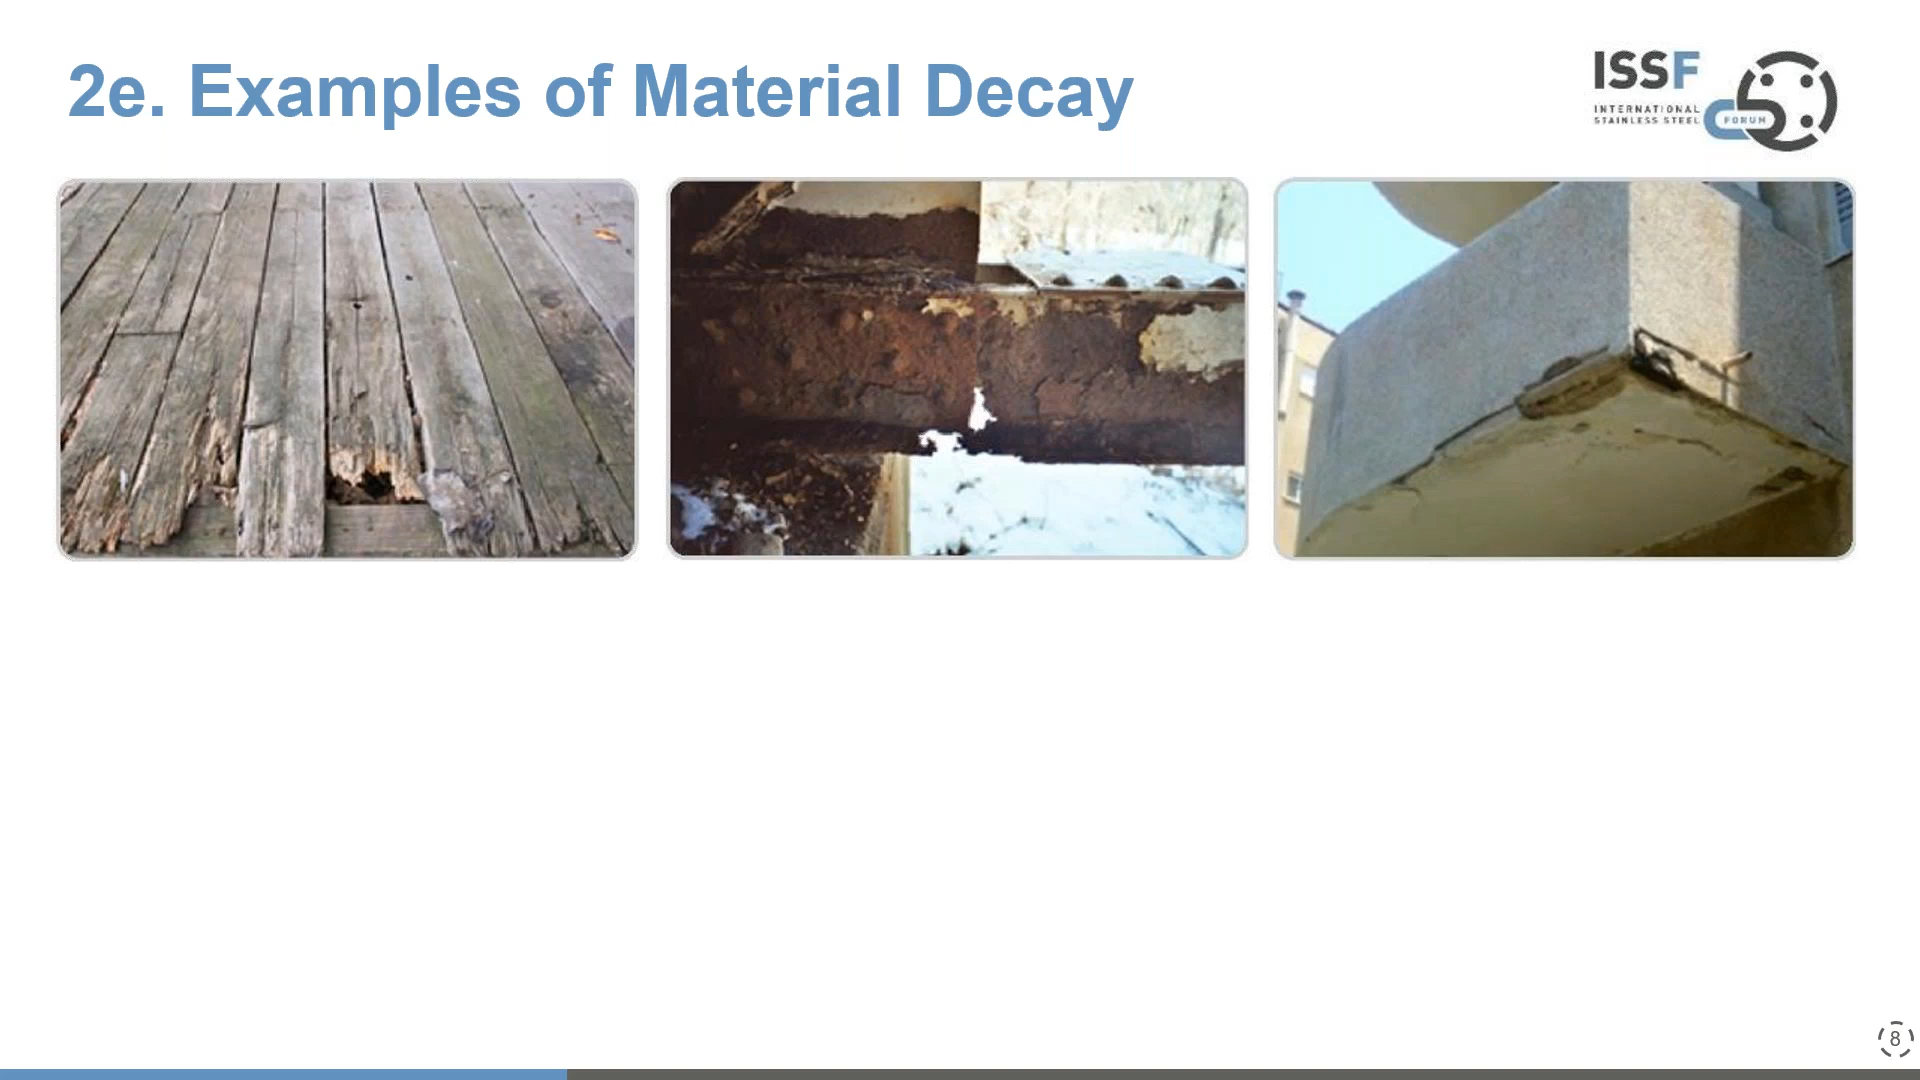 2e. Examples of Material Decay
ISSF
INTERNATIONAL
STAINLESS STEEL
FORUM
8